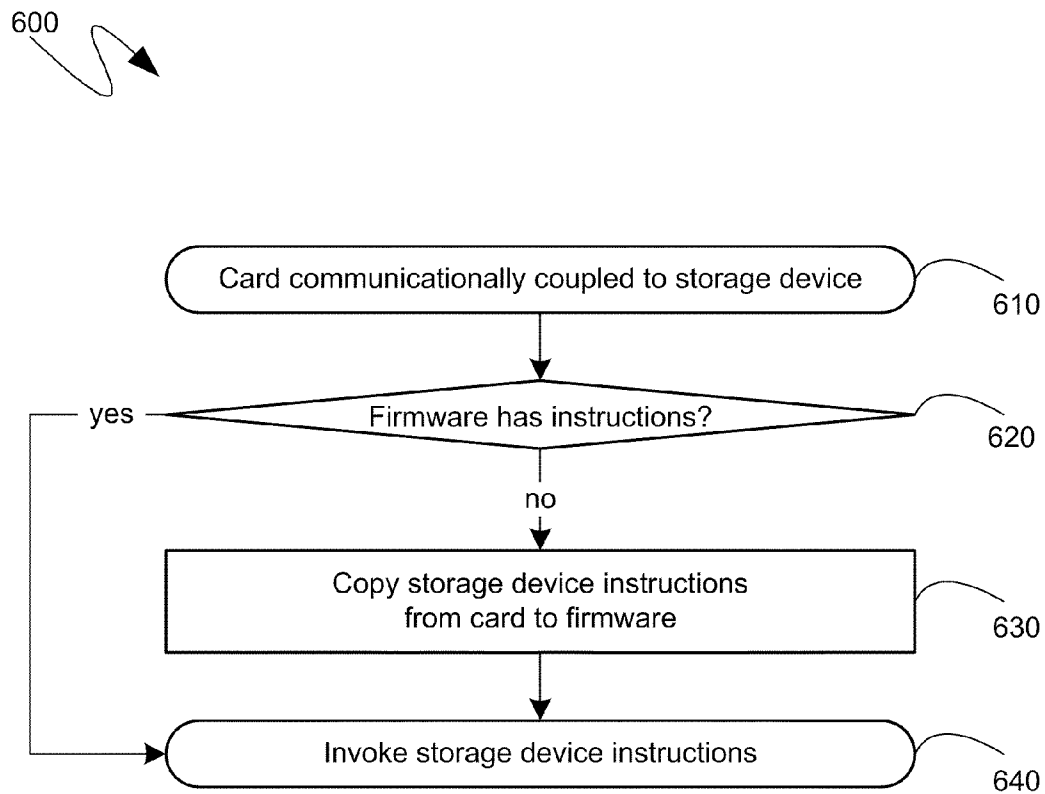 600
Card communicationally coupled to storage device
610
yes
Firmware has instructions?
620
no
Copy storage device instructions
from card to firmware
630
Invoke storage device instructions
640